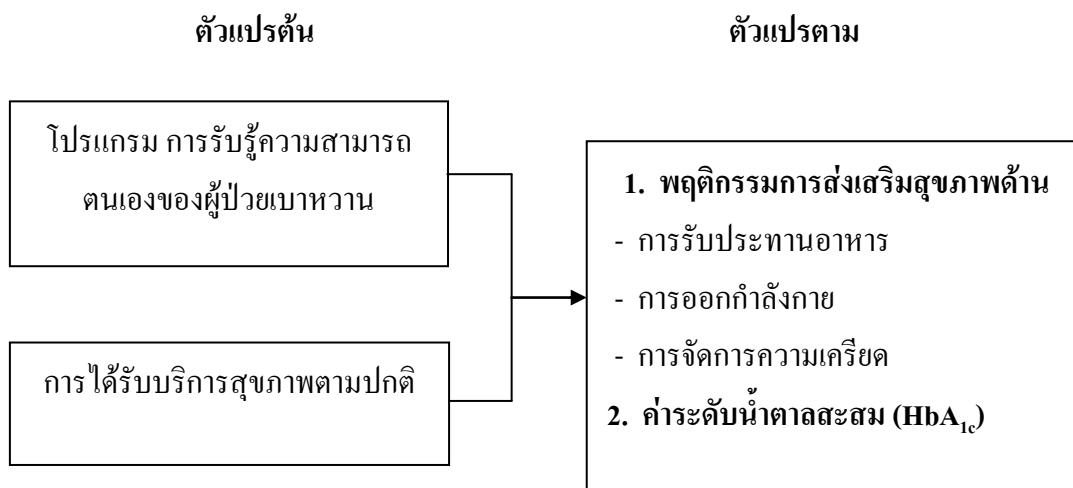 ตัวแปรต้น
ตัวแปรตาม
โปรแกรม การรับรู้ความสามารถ
ตนเองของผู้ป่วยเบาหวาน
การได้รับบริการสุขภาพตามปกติ
1. พฤติกรรมการส่งเสริมสุขภาพด้าน
- การรับประทานอาหาร
- การออกกำลังกาย
- การจัดการความเครียด
2. ค่าระดับน้ำตาลสะสม (HbA1c)